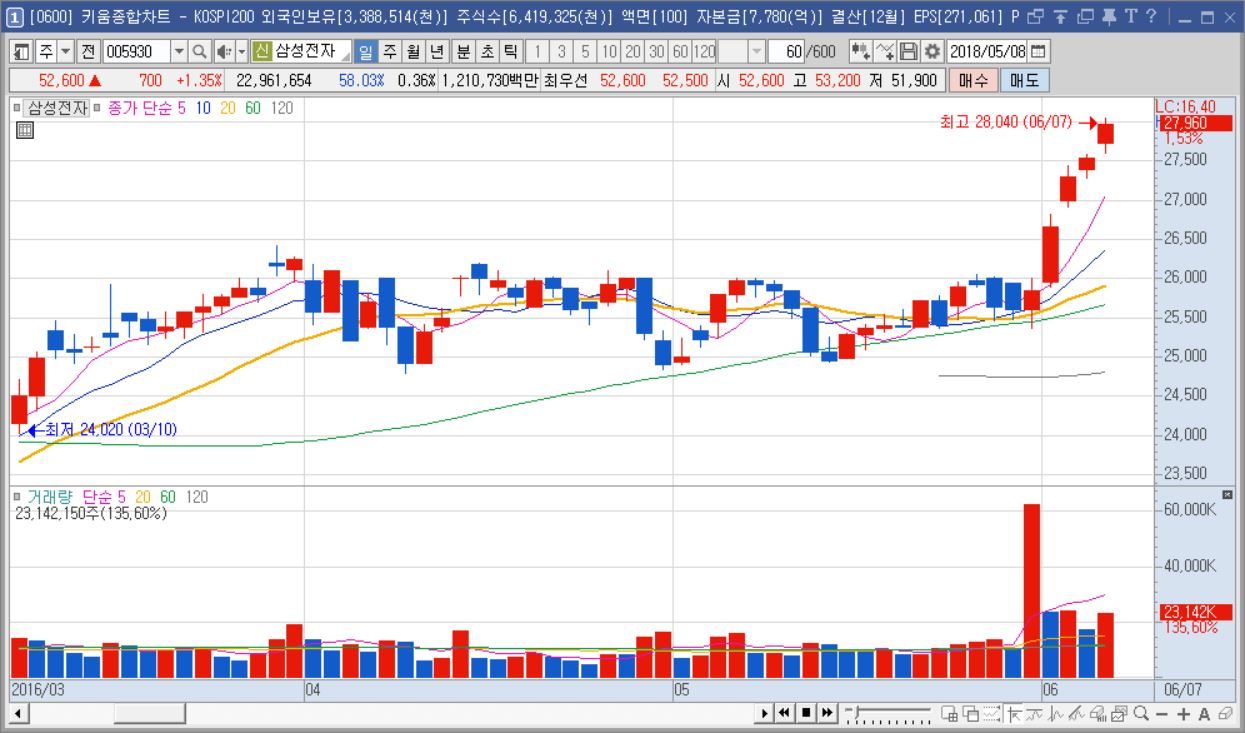 1 [0600] 키움종합차트 - KOSPI200 외국인보유[3,388,514(천)] 주식수[6,419,325(천)] 액면[100] 자본금[7,780(억)] 결산[12월] EPS[271,061] P T ?
주 전 005930 신 삼성전자 일 주 월 년 분 초 틱 1 3 5 10 20 30 60 120 60 /600 2018/05/08
52,600 ▲ 700 +1.35% 22,961,654 58.03% 0.36% 1,210,730백만 최우선 52,600 52,500 시 52,600 고 53,200 저 51,900 매수 매도
삼성전자 종가 단순 5 10 20 60 120
LC:16,40
최고 28,040 (06/07)
27,960
1,53%
27,500
27,000
26,500
26,000
25,500
25,000
24,500
최저 24,020 (03/10)
24,000
23,500
거래량 단순 5 20 60 120
23,142,150주(135,60%)
60,000K
40,000K
23,142K
135,60%
2016/03 04 05 06 06/07
A